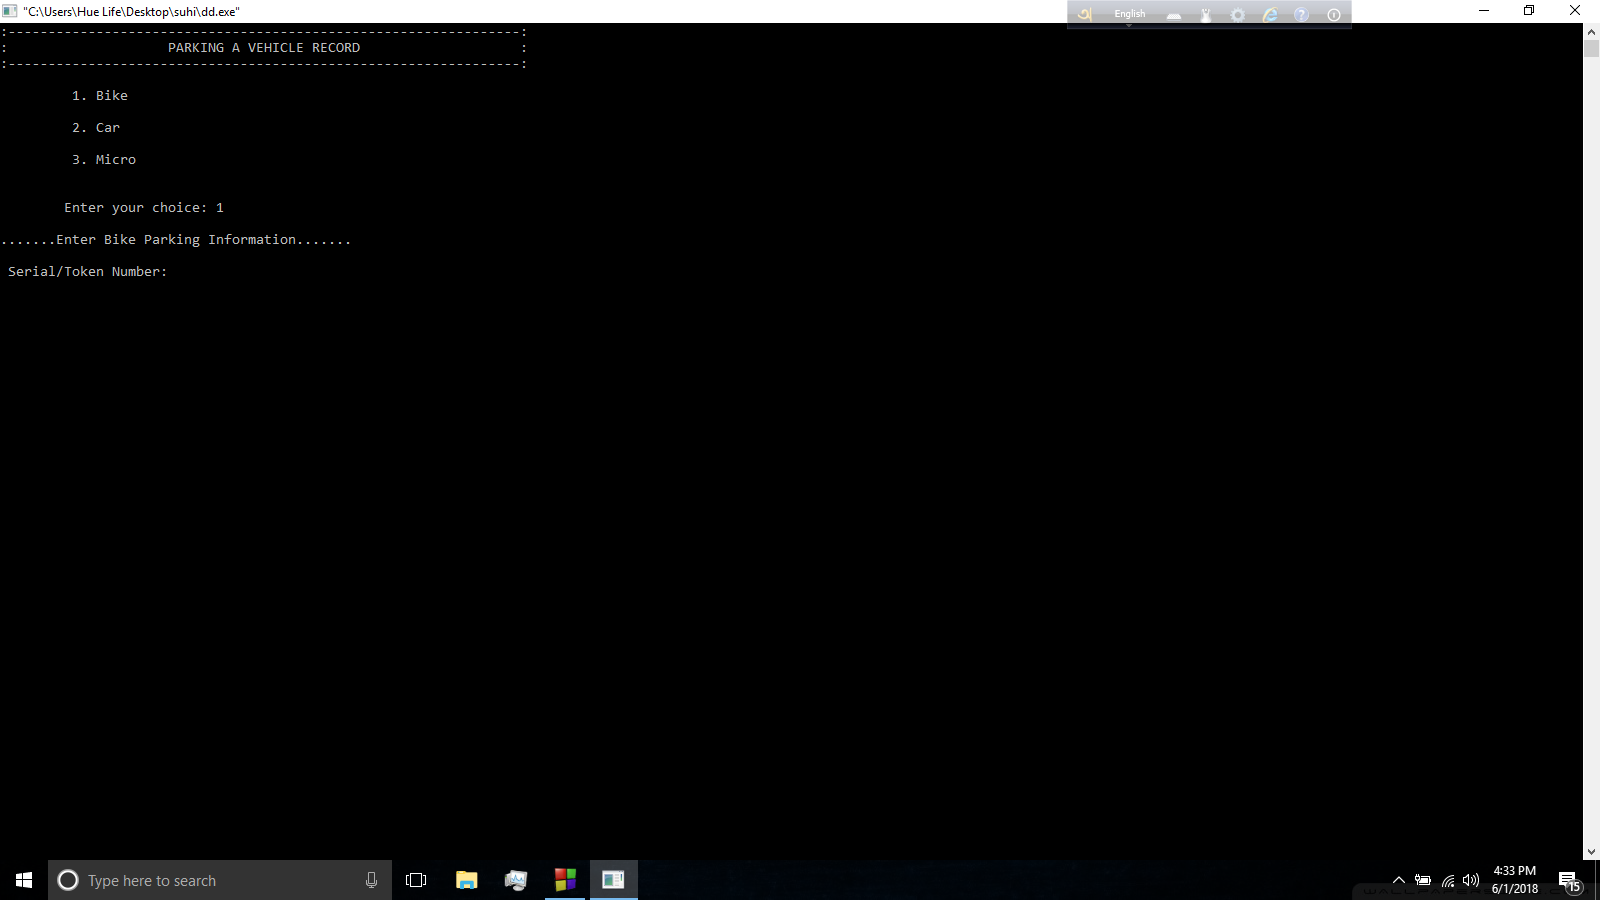 "C:\Users\Hue Life\Desktop\suhi\dd.exe"
English
:----------------------------------------------------------------:
: PARKING A VEHICLE RECORD :
:----------------------------------------------------------------:
1. Bike
2. Car
3. Micro
Enter your choice: 1
.......Enter Bike Parking Information.......
Serial/Token Number:
Type here to search
4:33 PM
6/1/2018
15